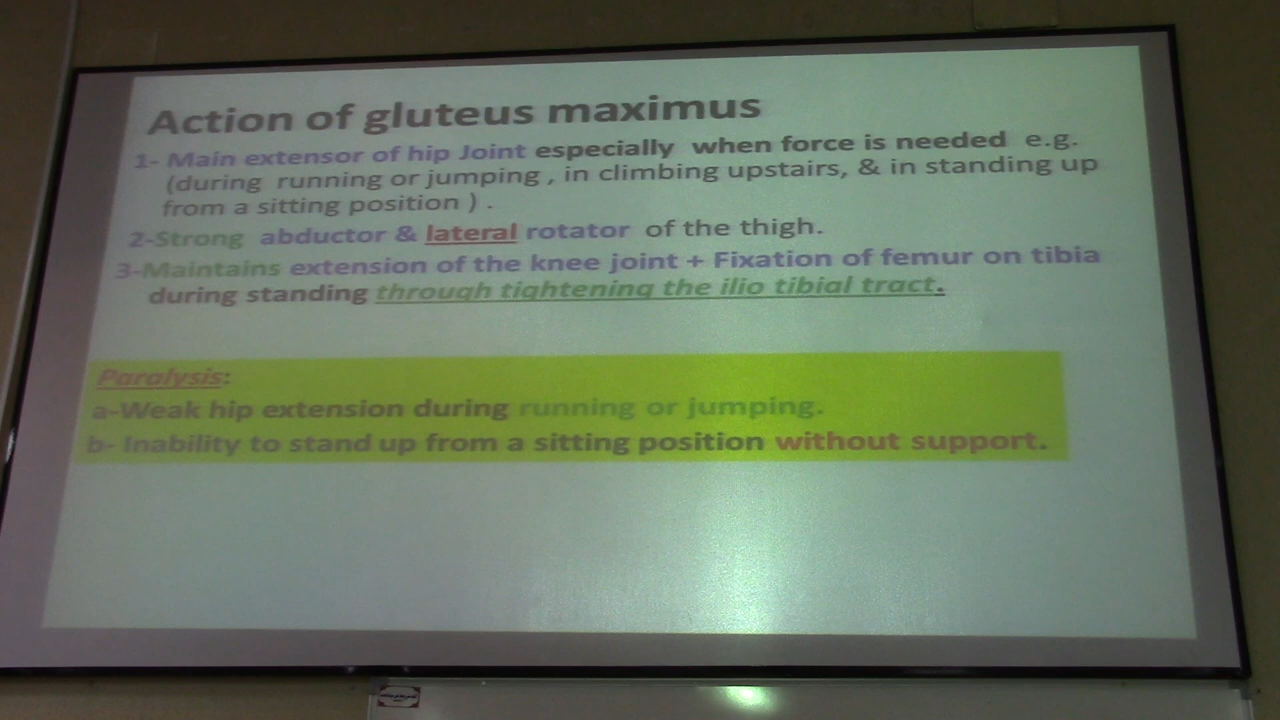 Action of gluteus maximus
1- Main extensor of hip Joint especially when force is needed e.g.
(during running or jumping , in climbing upstairs, & in standing up
from a sitting position ) .
2-Strong abductor & lateral rotator of the thigh.
3-Maintains extension of the knee joint + Fixation of femur on tibia
during standing through tightening the ilio tibial tract.
Paralysis:
a-Weak hip extension during running or jumping.
b- Inability to stand up from a sitting position without support.